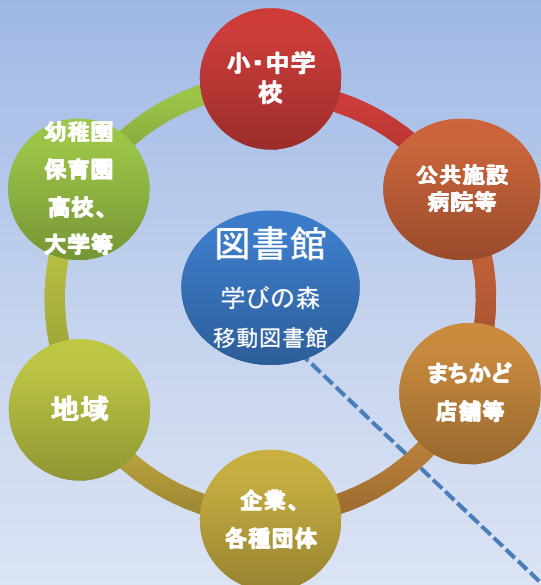 小・中学
校
幼稚園
保育園
高校、
大学等
公共施設
病院等
図書館
学びの森
移動図書館
まちかど
店舗等
地域
企業、
各種団体